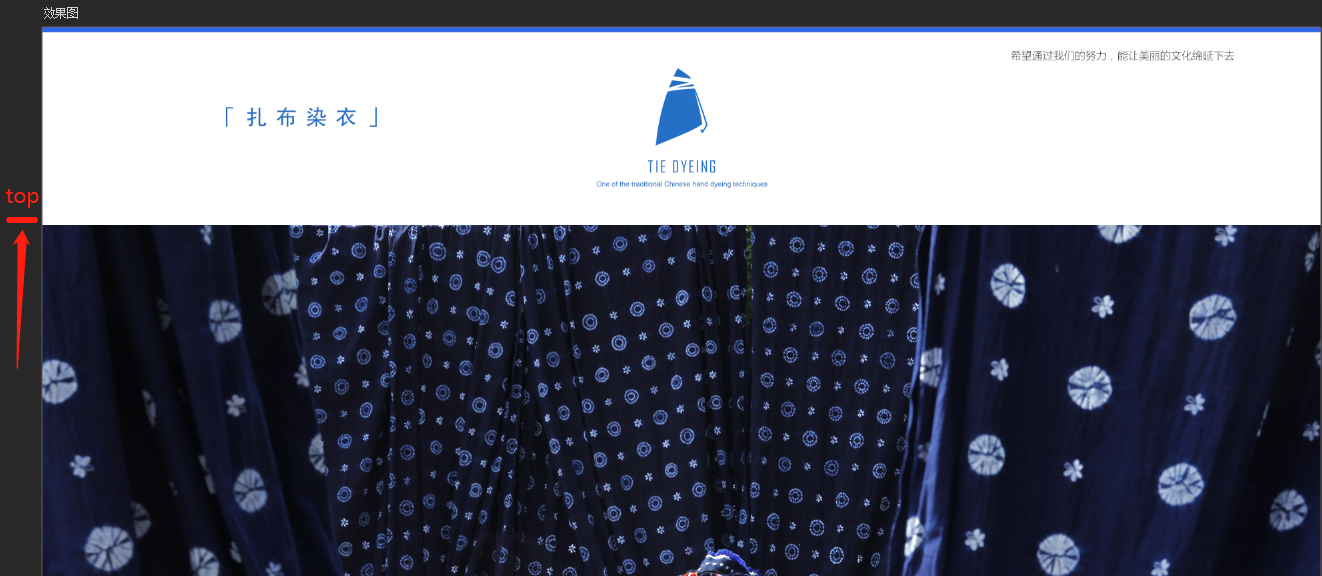 效果图
希望通过我们的努力，能让美丽的文化绵延下去
「扎布染衣」
TIE DYEING
One of the traditional Chinese hand dyeing techniques
top